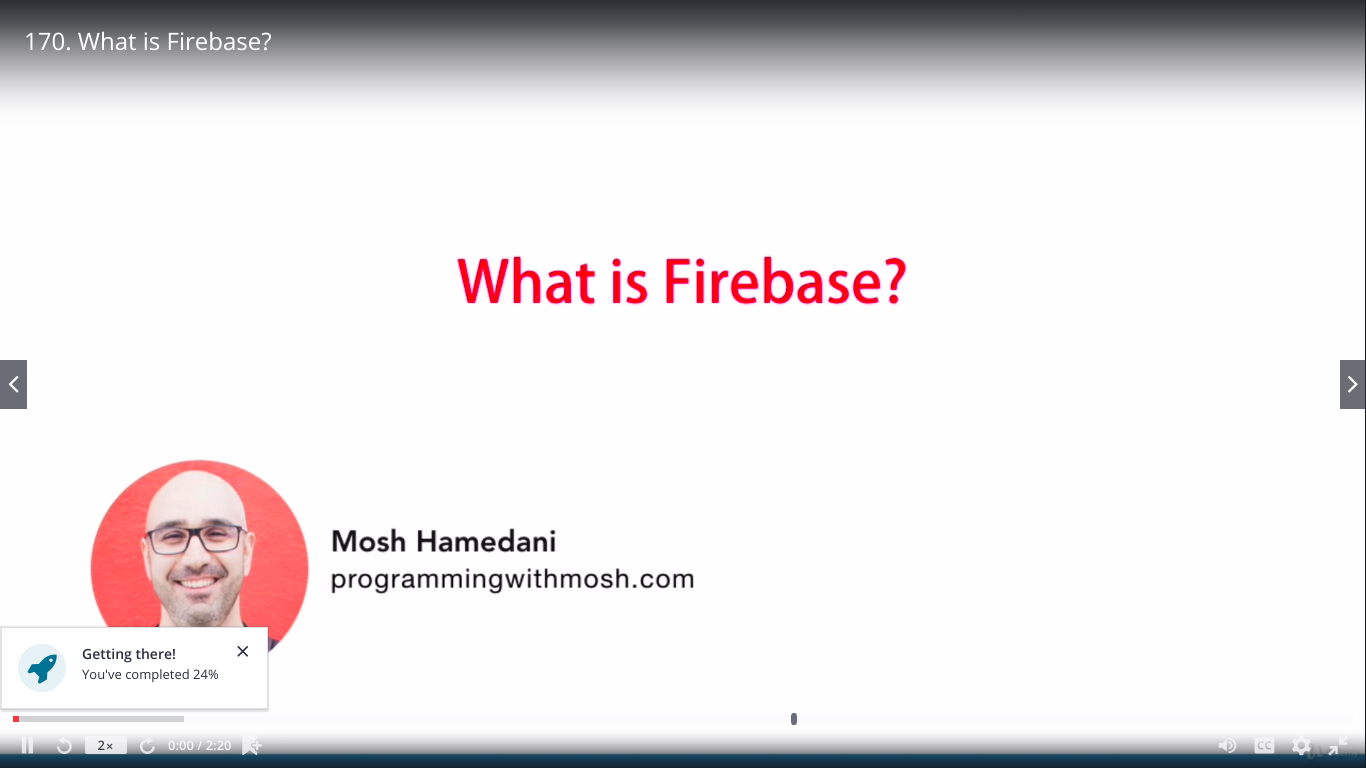 170. What is Firebase?
What is Firebase?
Mosh Hamedani
programmingwithmosh.com
Getting there!
You've completed 24%
2×
0:00 / 2:20
CC